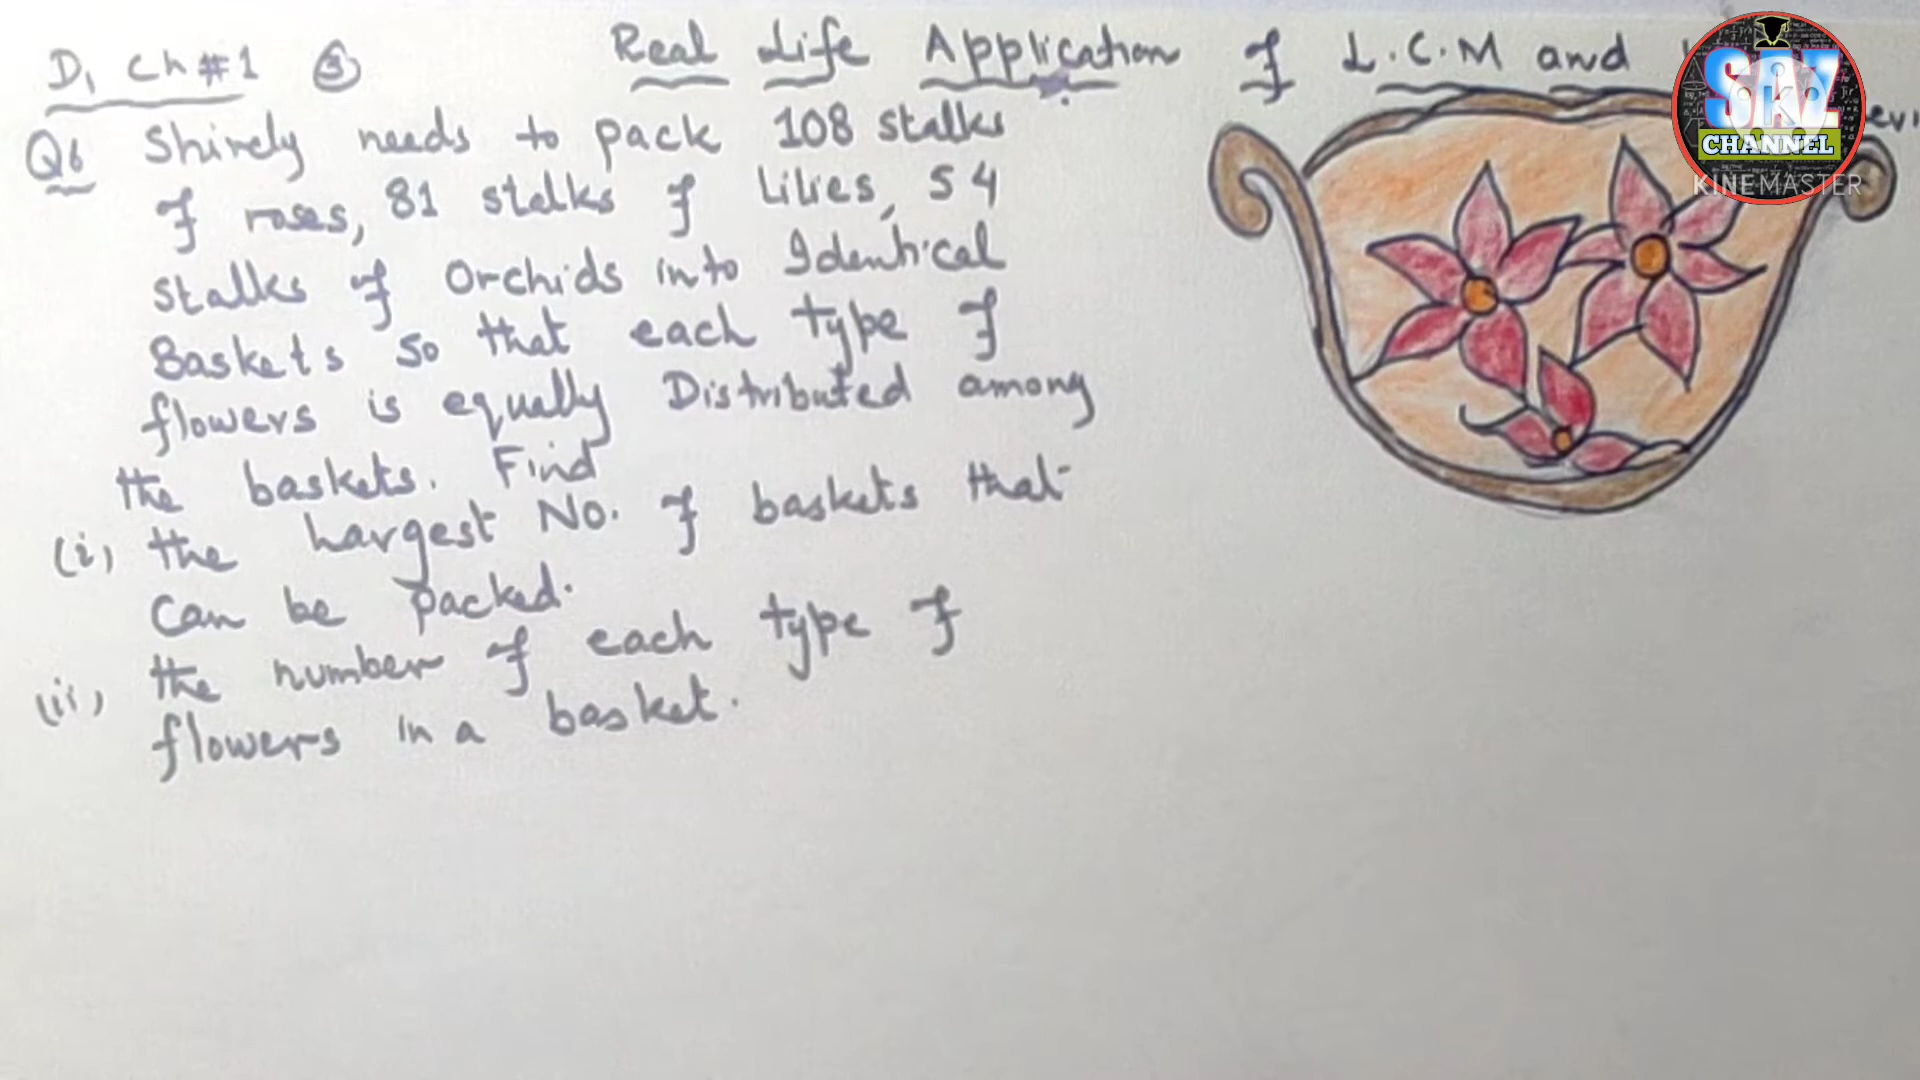 D1 Ch #1 ③ Real Life Application of L.C.M and
Q6 Shirely needs to pack 108 stalks
of roses, 81 stalks of Lilies, 54
stalks of Orchids into Identical
Baskets so that each type of
flowers is equally Distributed among
the baskets. Find
(i) the largest No. of baskets that
can be packed.
(ii) the number of each type of
flowers in a basket.
CHANNEL
KINEMASTER